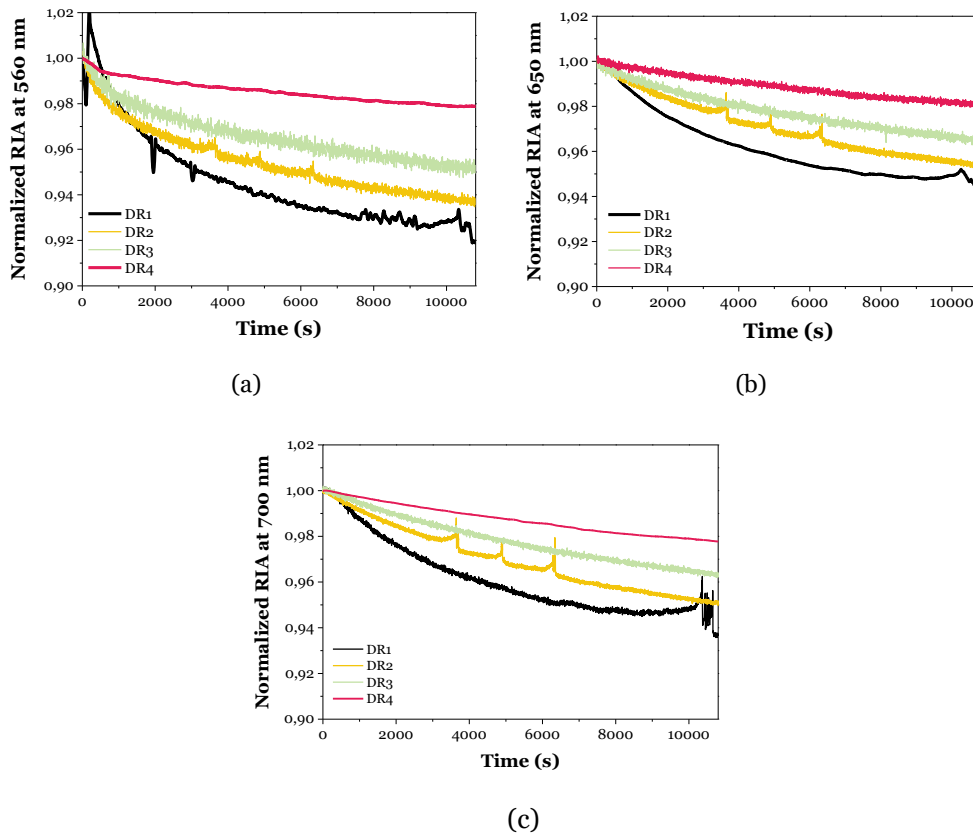 Normalized RIA at 560 nm
1,02
1,00
0,98
0,96
0,94
0,92
0,90
DR1
DR2
DR3
DR4
0 2000 4000 6000 8000 10000
Time (s)
(a)
Normalized RIA at 650 nm
1,02
1,00
0,98
0,96
0,94
0,92
0,90
DR1
DR2
DR3
DR4
0 2000 4000 6000 8000 10000
Time (s)
(b)
Normalized RIA at 700 nm
1,02
1,00
0,98
0,96
0,94
0,92
0,90
DR1
DR2
DR3
DR4
0 2000 4000 6000 8000 10000
Time (s)
(c)